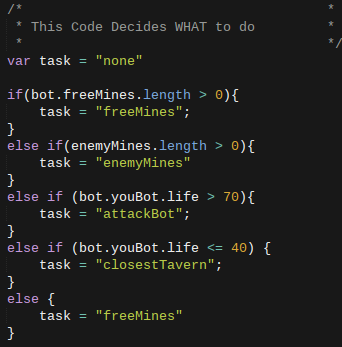 /*                                      *
 * This Code Decides WHAT to do         *
 *                                      */
var task = "none"

if(bot.freeMines.length > 0){
    task = "freeMines";
}
else if(enemyMines.length > 0){
    task = "enemyMines"
}
else if (bot.youBot.life > 70){
    task = "attackBot";
}
else if (bot.youBot.life <= 40) {
    task = "closestTavern";
}
else {
    task = "freeMines"
}